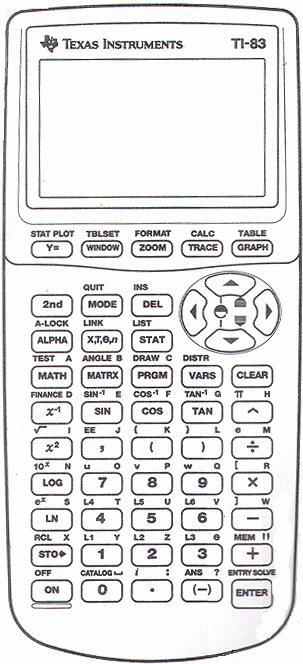 TEXAS INSTRUMENTS TI-83
STAT PLOT TBLSET FORMAT CALC TABLE
Y= WINDOW ZOOM TRACE GRAPH
QUIT INS
2nd MODE DEL
A-LOCK LINK LIST
ALPHA X,T,θ,n STAT
TEST A ANGLE B DRAW C DISTR
MATH MATRX PRGM VARS CLEAR
FINANCE D SIN⁻¹ E COS⁻¹ F TAN⁻¹ G π H
x⁻¹ SIN COS TAN ^
√ I EE J { K } L e M
x² , ( ) ÷
10ˣ N u O v P w Q [ R
LOG 7 8 9 ×
eˣ S L4 T L5 U L6 V ] W
LN 4 5 6 −
RCL X L1 Y L2 Z L3 θ MEM "
STO▸ 1 2 3 +
OFF CATALOG ⎵ i : ANS ? ENTRY SOLVE
ON 0 . (−) ENTER